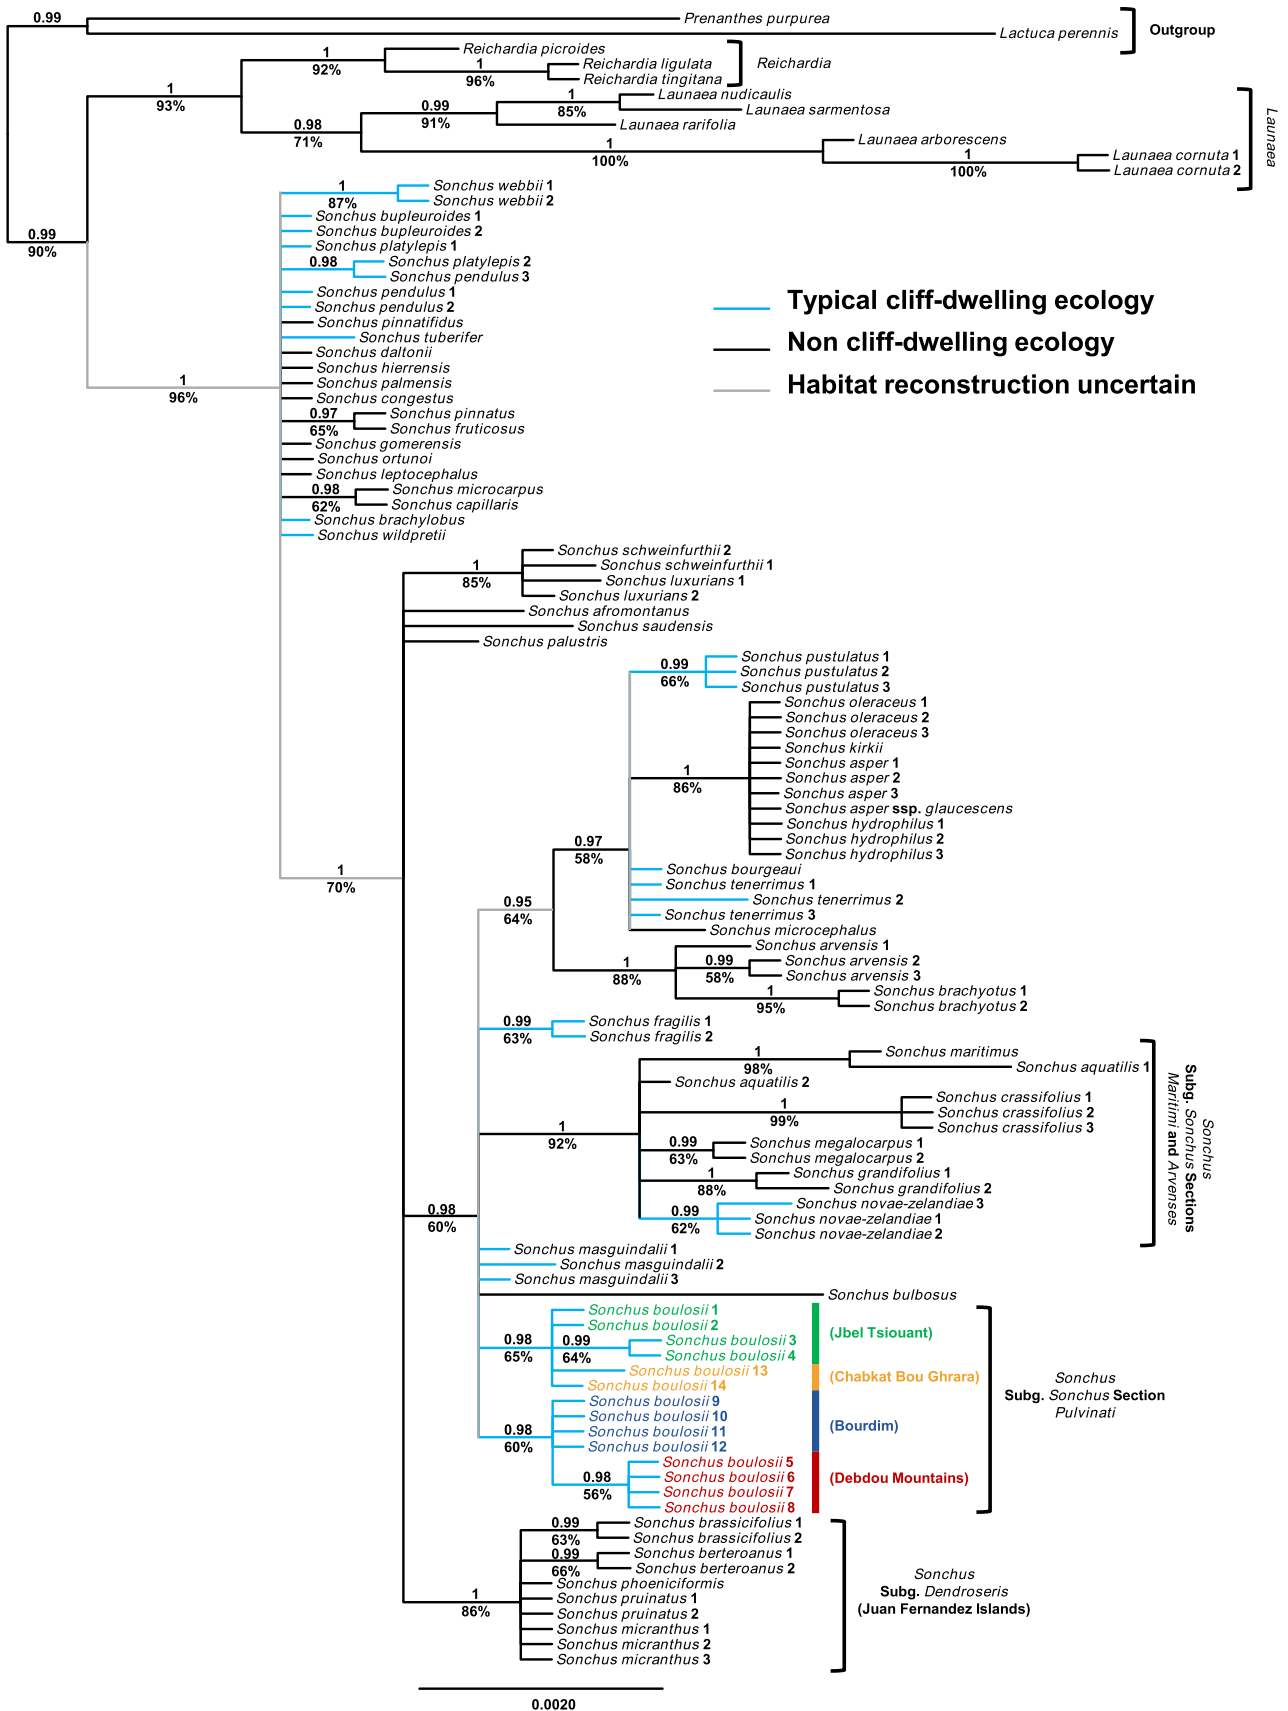 0.99
Prenanthes purpurea
Lactuca perennis
Outgroup
1
92%
Reichardia picroides
1
96%
Reichardia ligulata
Reichardia tingitana
Reichardia
1
93%
0.98
71%
0.99
91%
1
85%
Launaea nudicaulis
Launaea sarmentosa
Launaea rarifolia
1
100%
Launaea arborescens
1
100%
Launaea cornuta 1
Launaea cornuta 2
Launaea
0.99
90%
1
87%
Sonchus webbii 1
Sonchus webbii 2
Sonchus bupleuroides 1
Sonchus bupleuroides 2
Sonchus platylepis 1
0.98
Sonchus platylepis 2
Sonchus pendulus 3
Sonchus pendulus 1
Sonchus pendulus 2
Sonchus pinnatifidus
Sonchus tuberifer
Sonchus daltonii
Sonchus hierrensis
Sonchus palmensis
Sonchus congestus
1
96%
0.97
65%
Sonchus pinnatus
Sonchus fruticosus
Sonchus gomerensis
Sonchus ortunoi
Sonchus leptocephalus
0.98
62%
Sonchus microcarpus
Sonchus capillaris
Sonchus brachylobus
Sonchus wildpretii
Typical cliff-dwelling ecology
Non cliff-dwelling ecology
Habitat reconstruction uncertain
1
85%
Sonchus schweinfurthii 2
Sonchus schweinfurthii 1
Sonchus luxurians 1
Sonchus luxurians 2
Sonchus afromontanus
Sonchus saudensis
Sonchus palustris
0.99
66%
Sonchus pustulatus 1
Sonchus pustulatus 2
Sonchus pustulatus 3
1
86%
Sonchus oleraceus 1
Sonchus oleraceus 2
Sonchus oleraceus 3
Sonchus kirkii
Sonchus asper 1
Sonchus asper 2
Sonchus asper 3
Sonchus asper ssp. glaucescens
Sonchus hydrophilus 1
Sonchus hydrophilus 2
Sonchus hydrophilus 3
0.97
58%
Sonchus bourgeaui
Sonchus tenerrimus 1
Sonchus tenerrimus 2
Sonchus tenerrimus 3
Sonchus microcephalus
1
70%
0.95
64%
1
88%
Sonchus arvensis 1
0.99
58%
Sonchus arvensis 2
Sonchus arvensis 3
1
95%
Sonchus brachyotus 1
Sonchus brachyotus 2
0.99
63%
Sonchus fragilis 1
Sonchus fragilis 2
1
98%
Sonchus maritimus
Sonchus aquatilis 1
Sonchus aquatilis 2
1
99%
Sonchus crassifolius 1
Sonchus crassifolius 2
Sonchus crassifolius 3
1
92%
0.99
63%
Sonchus megalocarpus 1
Sonchus megalocarpus 2
1
88%
Sonchus grandifolius 1
Sonchus grandifolius 2
0.99
62%
Sonchus novae-zelandiae 3
Sonchus novae-zelandiae 1
Sonchus novae-zelandiae 2
Sonchus
Subg. Sonchus Sections
Maritimi and Arvenses
0.98
60%
Sonchus masguindalii 1
Sonchus masguindalii 2
Sonchus masguindalii 3
Sonchus bulbosus
0.98
65%
Sonchus boulosii 1
Sonchus boulosii 2
0.99
64%
Sonchus boulosii 3
Sonchus boulosii 4
(Jbel Tsiouant)
Sonchus boulosii 13
Sonchus boulosii 14
(Chabkat Bou Ghrara)
0.98
60%
Sonchus boulosii 9
Sonchus boulosii 10
Sonchus boulosii 11
Sonchus boulosii 12
(Bourdim)
0.98
56%
Sonchus boulosii 5
Sonchus boulosii 6
Sonchus boulosii 7
Sonchus boulosii 8
(Debdou Mountains)
Sonchus
Subg. Sonchus Section
Pulvinati
1
86%
0.99
63%
Sonchus brassicifolius 1
Sonchus brassicifolius 2
0.99
66%
Sonchus berteroanus 1
Sonchus berteroanus 2
Sonchus phoeniciformis
Sonchus pruinatus 1
Sonchus pruinatus 2
Sonchus micranthus 1
Sonchus micranthus 2
Sonchus micranthus 3
Sonchus
Subg. Dendroseris
(Juan Fernandez Islands)
0.0020